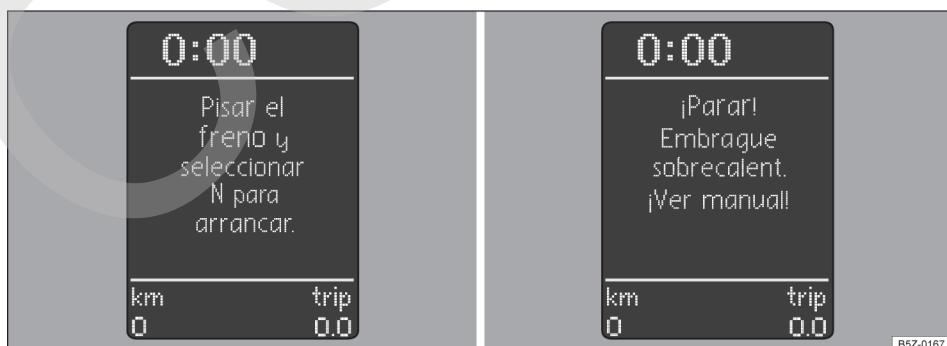 0:00
Pisar el
freno y
seleccionar
N para
arrancar.
km trip
0 0.0
0:00
¡Parar!
Embrague
sobrecalent.
¡Ver manual!
km trip
0 0.0
B5Z-0167